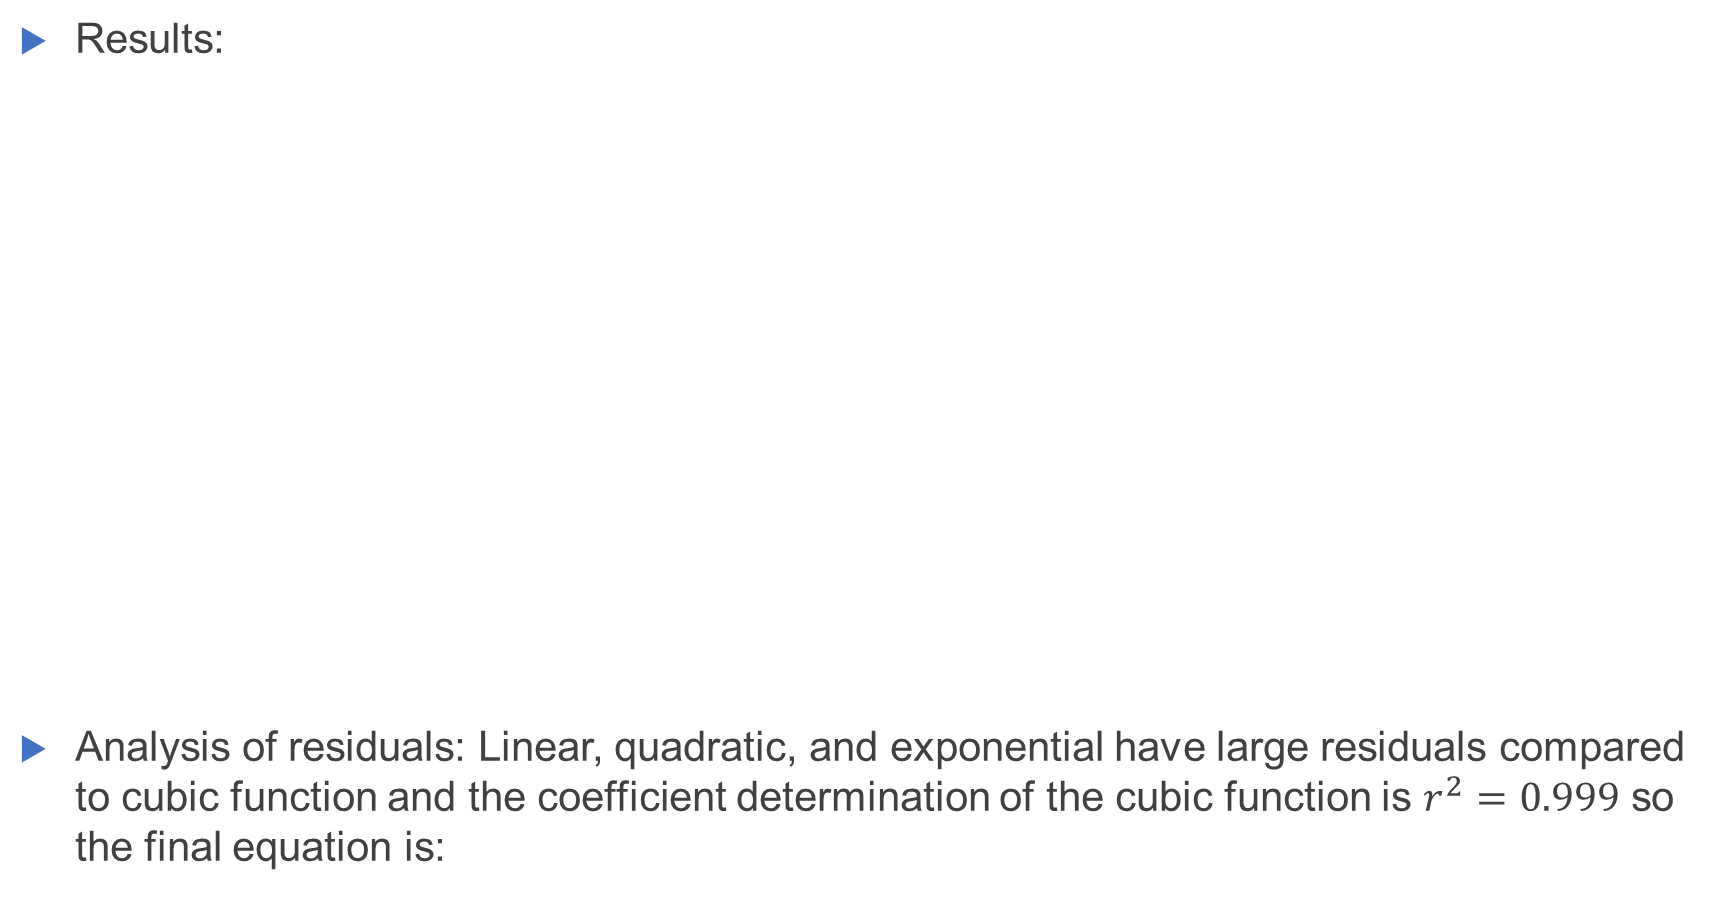 Results:
Analysis of residuals: Linear, quadratic, and exponential have large residuals compared
to cubic function and the coefficient determination of the cubic function is r² = 0.999 so
the final equation is: